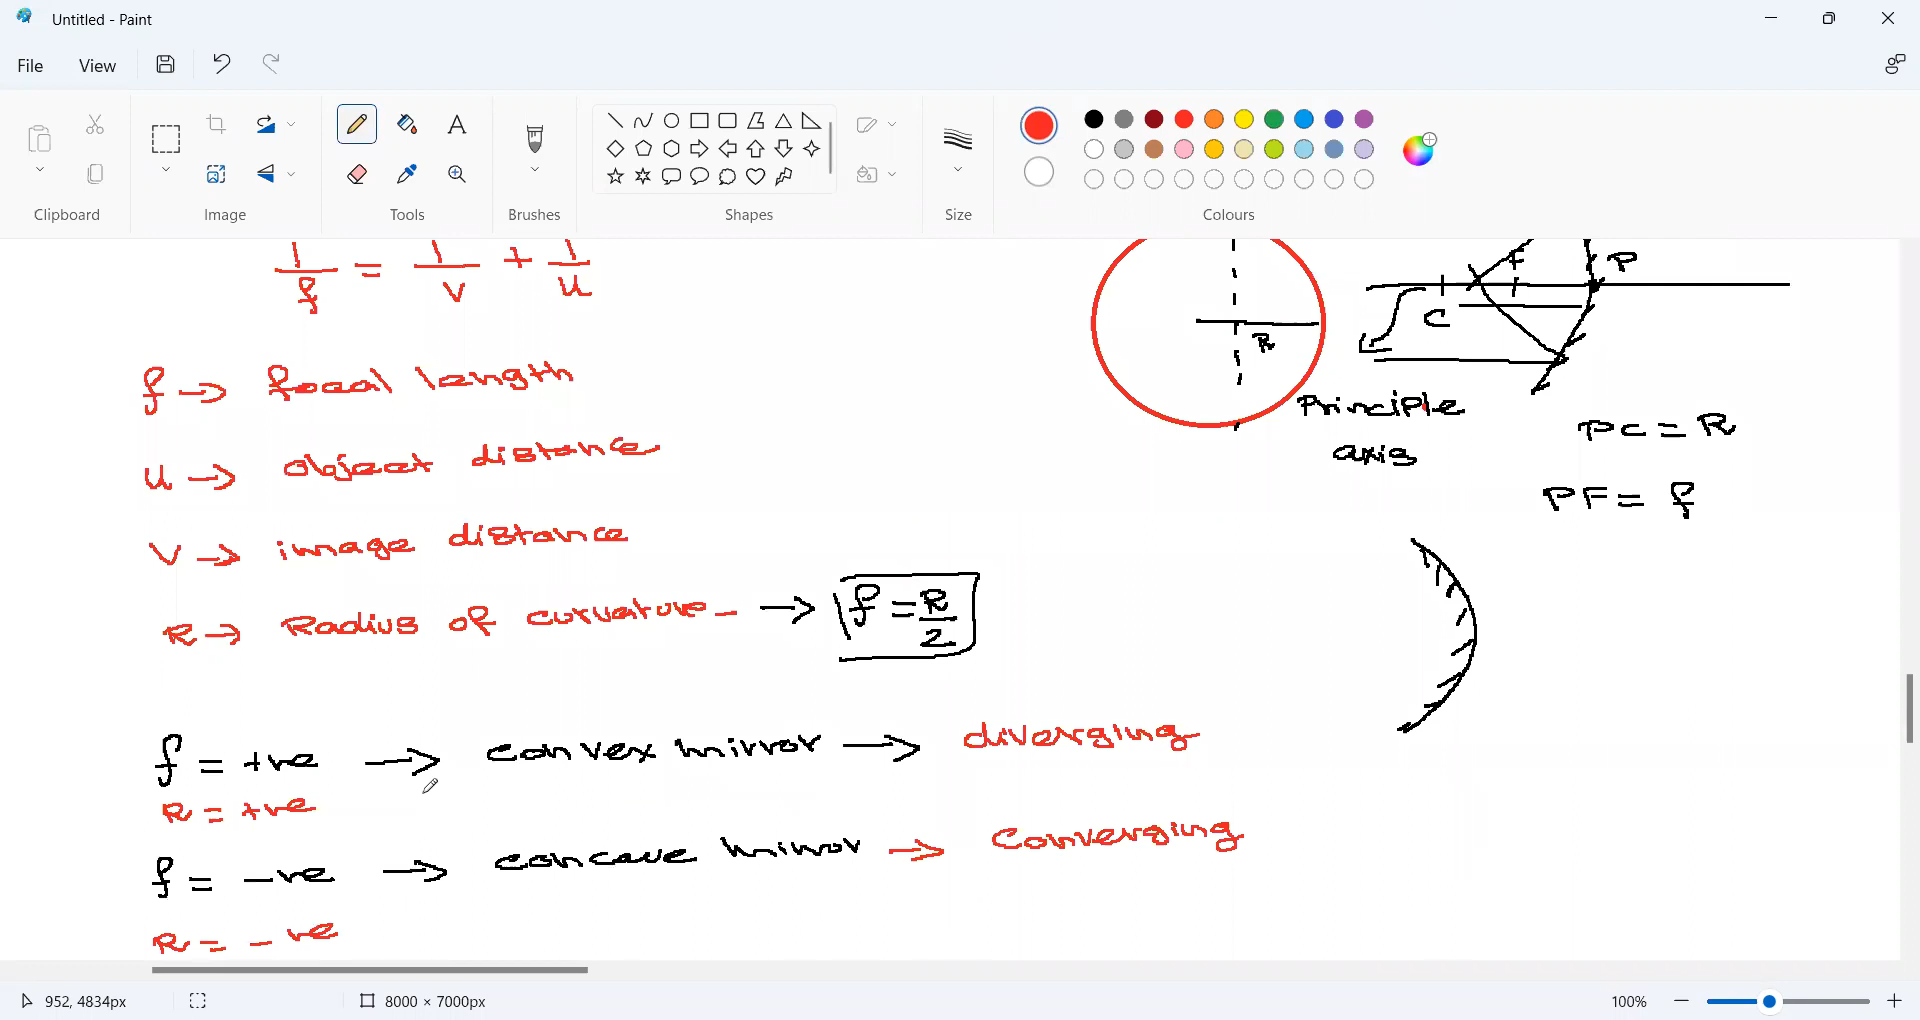 Untitled - Paint
File View
Clipboard Image Tools Brushes Shapes Size Colours
1/f = 1/v + 1/u
f → focal length
u → object distance
v → image distance
R → Radius of curvature → f = R/2
f = +ve → convex mirror → diverging
R = +ve
f = -ve → concave mirror → converging
R = -ve
R
F P
C
Principle
axis
PC = R
PF = f
952, 4834px 8000 × 7000px 100%